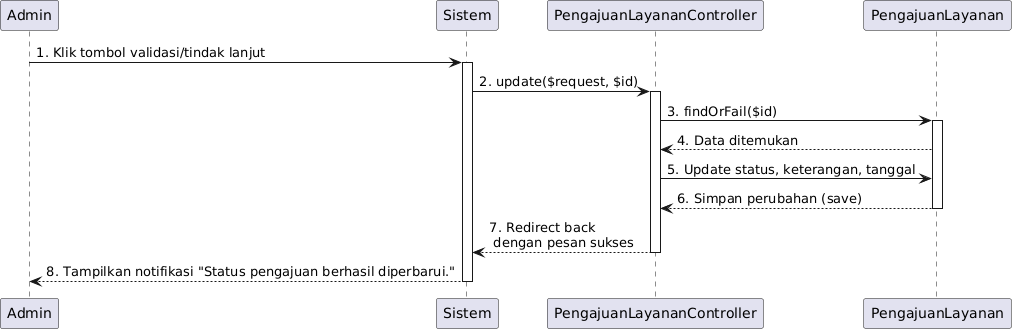 Admin
Sistem
PengajuanLayananController
PengajuanLayanan
1. Klik tombol validasi/tindak lanjut
2. update($request, $id)
3. findOrFail($id)
4. Data ditemukan
5. Update status, keterangan, tanggal
6. Simpan perubahan (save)
7. Redirect back
dengan pesan sukses
8. Tampilkan notifikasi "Status pengajuan berhasil diperbarui."
Admin
Sistem
PengajuanLayananController
PengajuanLayanan